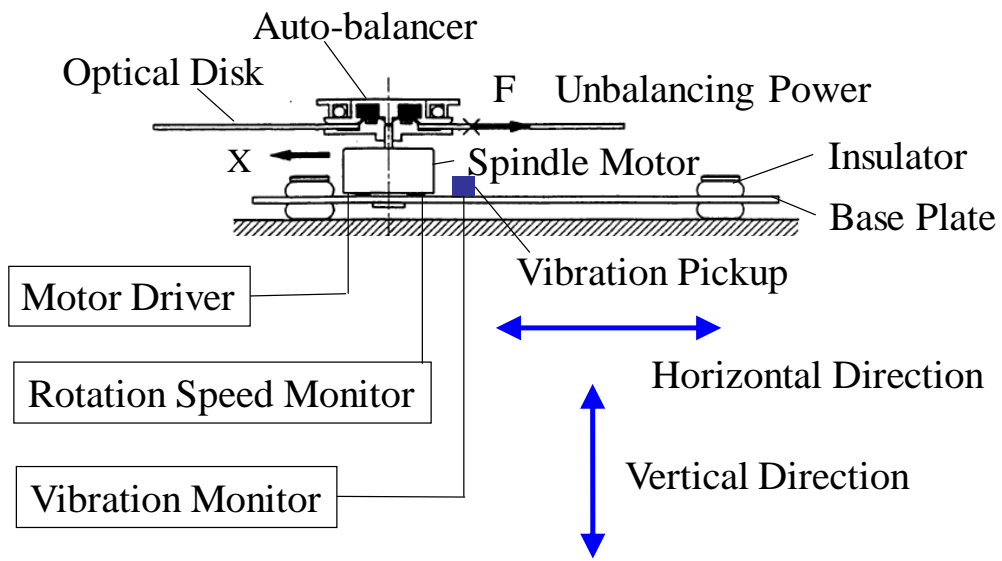 Auto-balancer
Optical Disk
F Unbalancing Power
X
Spindle Motor
Insulator
Base Plate
Vibration Pickup
Motor Driver
Horizontal Direction
Rotation Speed Monitor
Vertical Direction
Vibration Monitor